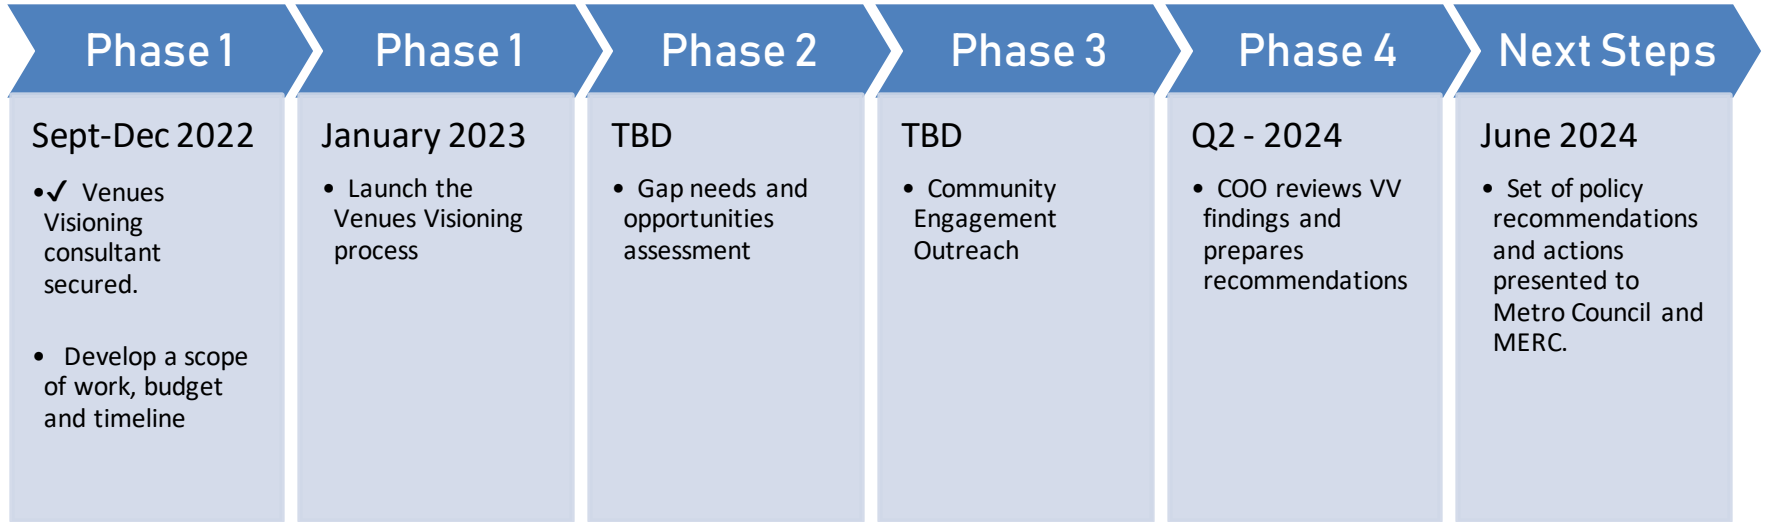 Phase 1
Phase 1
Phase 2
Phase 3
Phase 4
Next Steps
Sept-Dec 2022
•✓ Venues
Visioning
consultant
secured.
• Develop a scope
of work, budget
and timeline
January 2023
• Launch the
Venues Visioning
process
TBD
• Gap needs and
opportunities
assessment
TBD
• Community
Engagement
Outreach
Q2 - 2024
• COO reviews VV
findings and
prepares
recommendations
June 2024
• Set of policy
recommendations
and actions
presented to
Metro Council and
MERC.